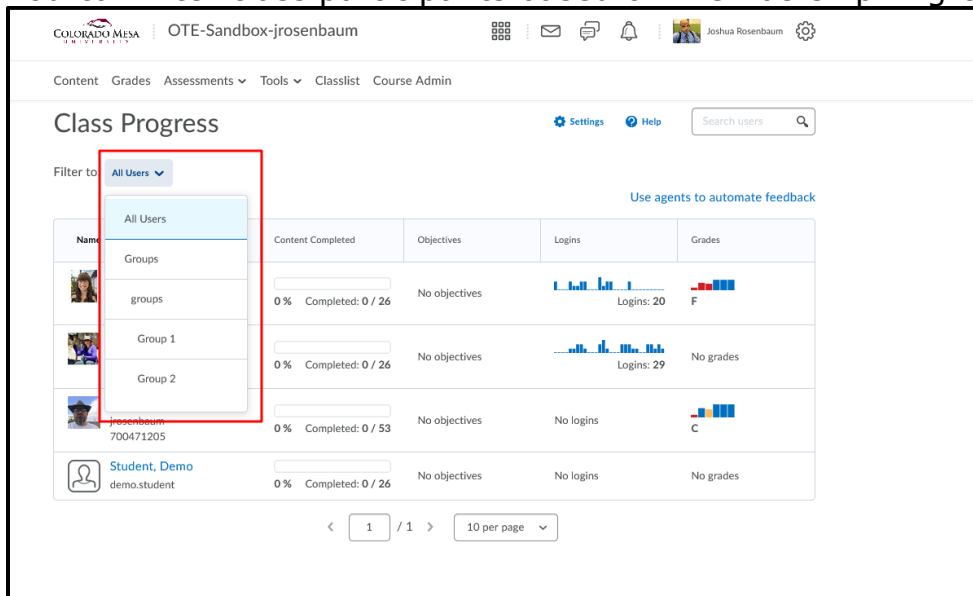 COLORADO MESA
UNIVERSITY
OTE-Sandbox-jrosenbaum
Joshua Rosenbaum
Content Grades Assessments Tools Classlist Course Admin
Class Progress
Settings Help Search users
Filter to All Users
Use agents to automate feedback
All Users
Groups
groups
Group 1
Group 2
Name Content Completed Objectives Logins Grades
0 % Completed: 0 / 26 No objectives Logins: 20 F
0 % Completed: 0 / 26 No objectives Logins: 29 No grades
jrosenbaum
700471205
0 % Completed: 0 / 53 No objectives No logins C
Student, Demo
demo.student
0 % Completed: 0 / 26 No objectives No logins No grades
1 / 1 10 per page